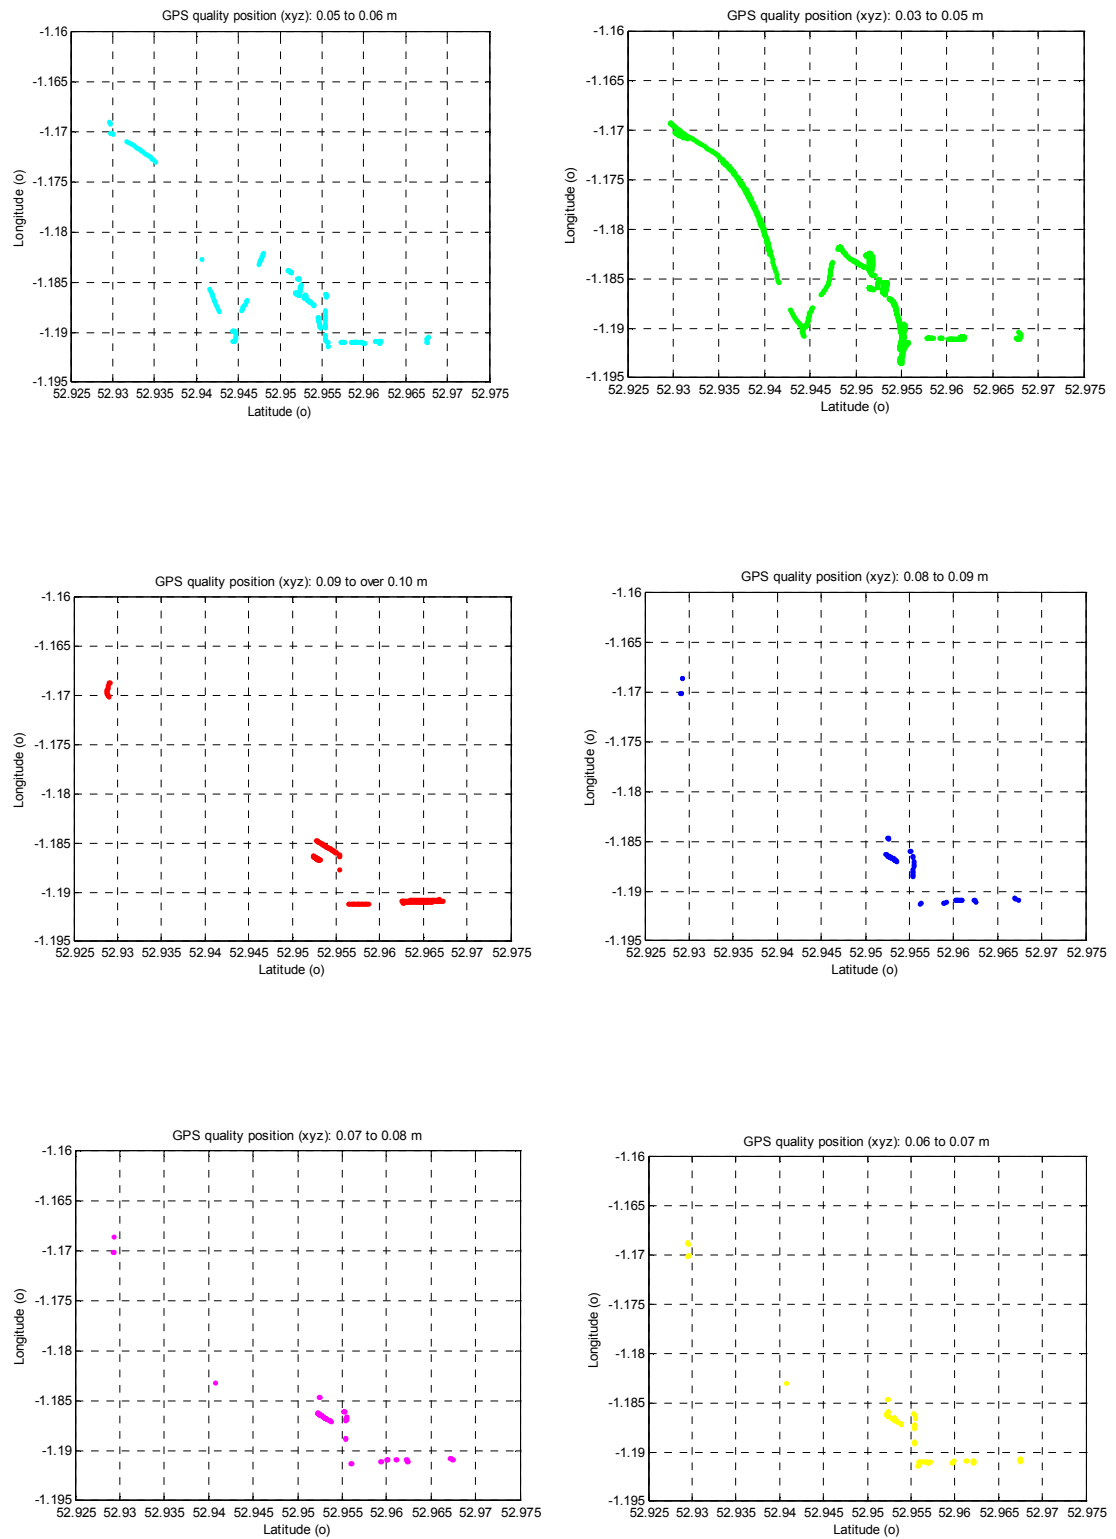 GPS quality position (xyz): 0.05 to 0.06 m
-1.16
-1.165
-1.17
-1.175
-1.18
-1.185
-1.19
-1.195
Longitude (o)
52.925 52.93 52.935 52.94 52.945 52.95 52.955 52.96 52.965 52.97 52.975
Latitude (o)
GPS quality position (xyz): 0.03 to 0.05 m
-1.16
-1.165
-1.17
-1.175
-1.18
-1.185
-1.19
-1.195
Longitude (o)
52.925 52.93 52.935 52.94 52.945 52.95 52.955 52.96 52.965 52.97 52.975
Latitude (o)
GPS quality position (xyz): 0.09 to over 0.10 m
-1.16
-1.165
-1.17
-1.175
-1.18
-1.185
-1.19
-1.195
Longitude (o)
52.925 52.93 52.935 52.94 52.945 52.95 52.955 52.96 52.965 52.97 52.975
Latitude (o)
GPS quality position (xyz): 0.08 to 0.09 m
-1.16
-1.165
-1.17
-1.175
-1.18
-1.185
-1.19
-1.195
Longitude (o)
52.925 52.93 52.935 52.94 52.945 52.95 52.955 52.96 52.965 52.97 52.975
Latitude (o)
GPS quality position (xyz): 0.07 to 0.08 m
-1.16
-1.165
-1.17
-1.175
-1.18
-1.185
-1.19
-1.195
Longitude (o)
52.925 52.93 52.935 52.94 52.945 52.95 52.955 52.96 52.965 52.97 52.975
Latitude (o)
GPS quality position (xyz): 0.06 to 0.07 m
-1.16
-1.165
-1.17
-1.175
-1.18
-1.185
-1.19
-1.195
Longitude (o)
52.925 52.93 52.935 52.94 52.945 52.95 52.955 52.96 52.965 52.97 52.975
Latitude (o)